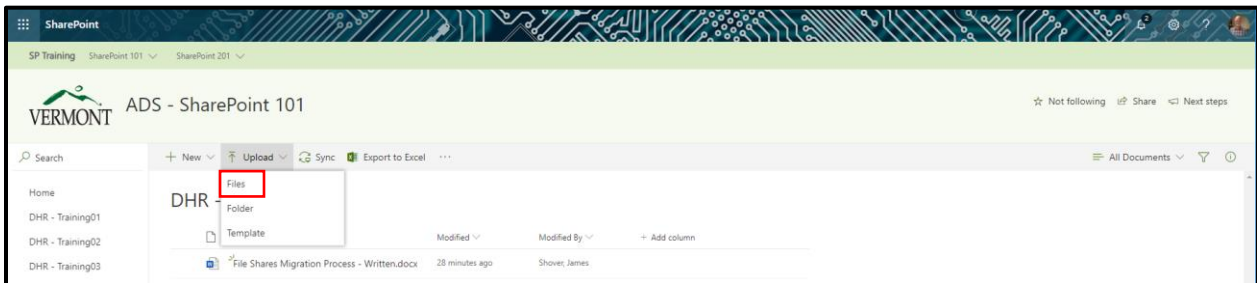 SharePoint
2
?
SP Training SharePoint 101 SharePoint 201
VERMONT
ADS - SharePoint 101
Not following Share Next steps
Search
+ New Upload Sync Export to Excel ···
All Documents
Home
DHR - Training01
DHR - Training02
DHR - Training03
DHR -
Files
Folder
Template
Modified Modified By + Add column
File Shares Migration Process - Written.docx 28 minutes ago Shover, James